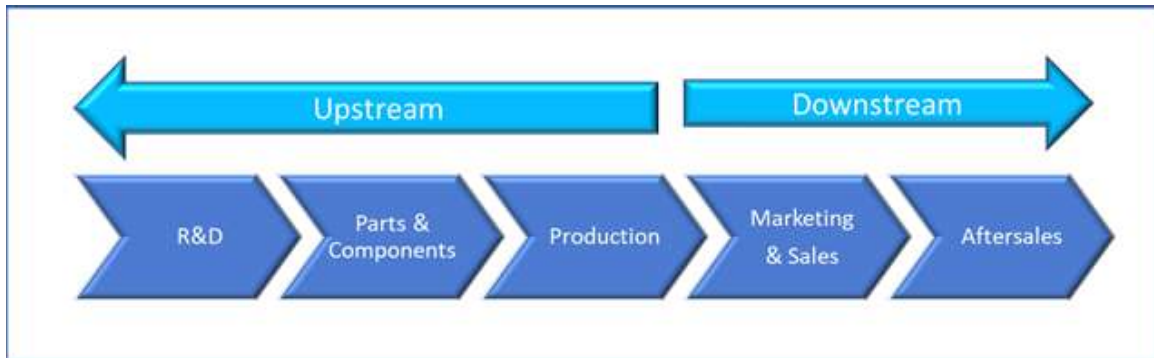 Upstream
Downstream
R&D
Parts &
Components
Production
Marketing
& Sales
Aftersales